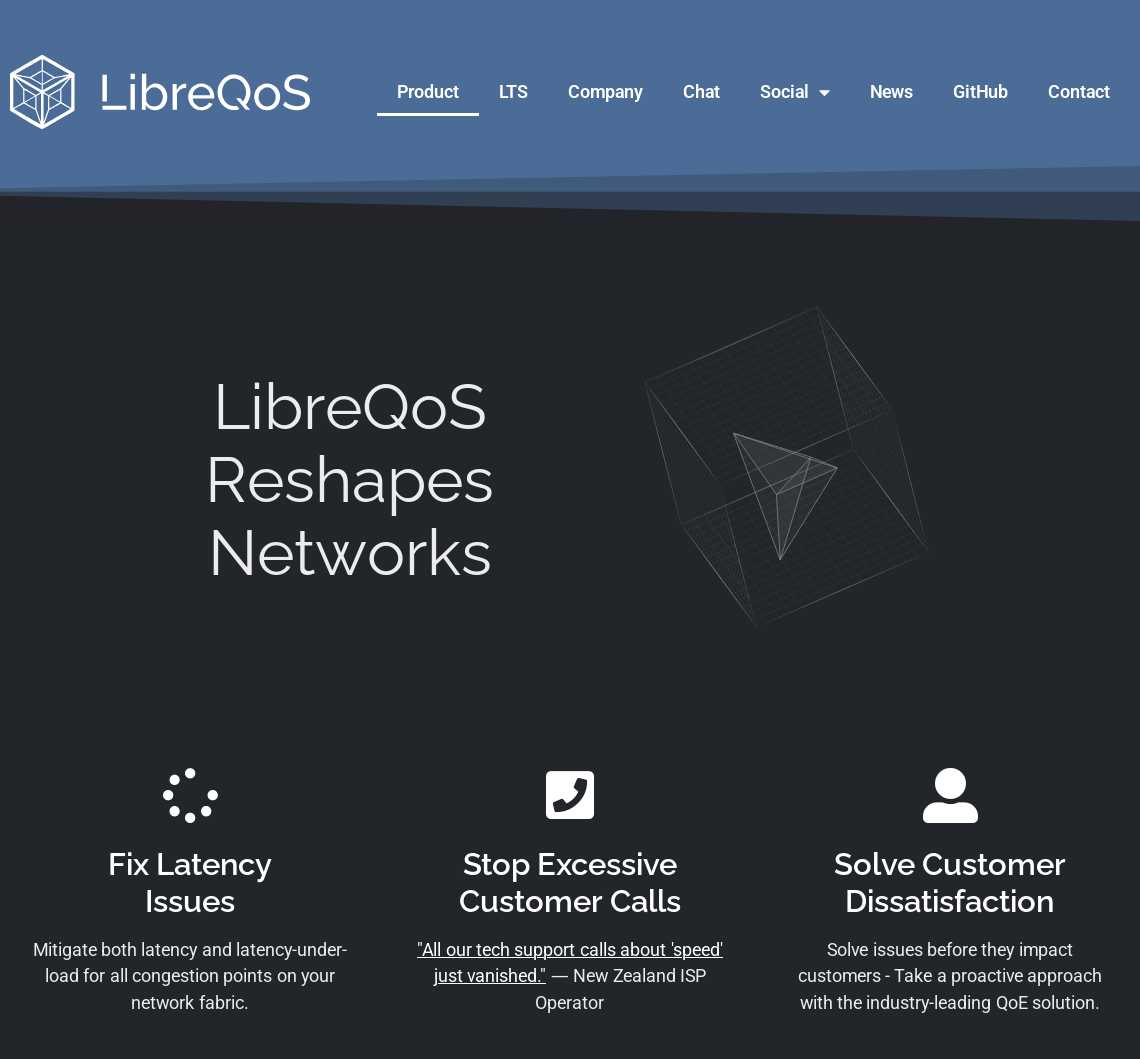 LibreQoS
Product LTS Company Chat Social News GitHub Contact
LibreQoS
Reshapes
Networks
Fix Latency
Issues
Mitigate both latency and latency-under-
load for all congestion points on your
network fabric.
Stop Excessive
Customer Calls
"All our tech support calls about 'speed'
just vanished." — New Zealand ISP
Operator
Solve Customer
Dissatisfaction
Solve issues before they impact
customers - Take a proactive approach
with the industry-leading QoE solution.